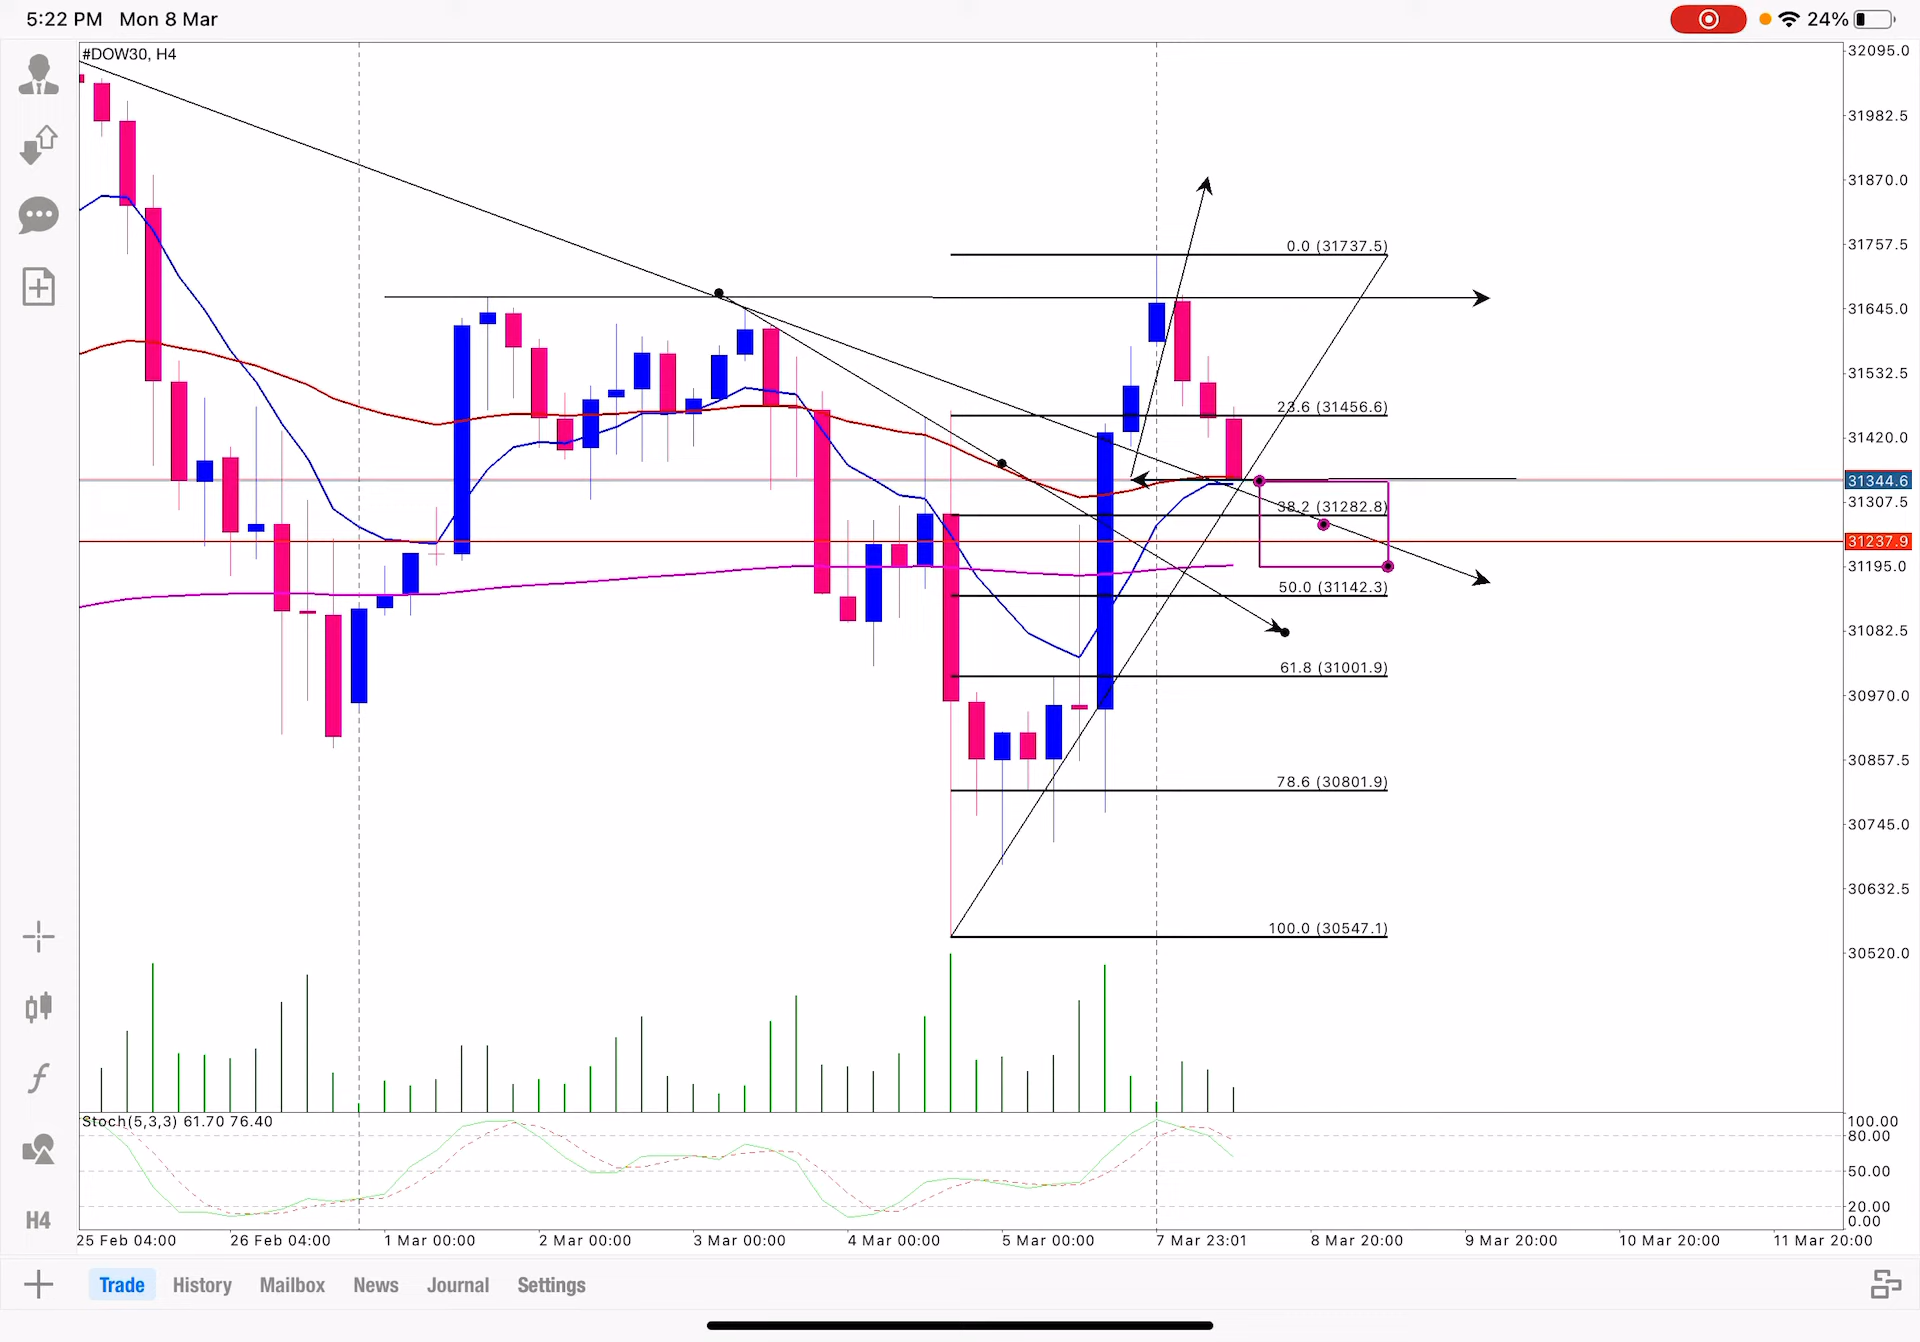 5:22 PM Mon 8 Mar
24%
#DOW30, H4
32095.0
31982.5
31870.0
31757.5
31645.0
31532.5
31420.0
31344.6
31307.5
31237.9
31195.0
31082.5
30970.0
30857.5
30745.0
30632.5
30520.0
0.0 (31737.5)
23.6 (31456.6)
38.2 (31282.8)
50.0 (31142.3)
61.8 (31001.9)
78.6 (30801.9)
100.0 (30547.1)
Stoch(5,3,3) 61.70 76.40
100.00
80.00
50.00
20.00
0.00
H4
25 Feb 04:00
26 Feb 04:00
1 Mar 00:00
2 Mar 00:00
3 Mar 00:00
4 Mar 00:00
5 Mar 00:00
7 Mar 23:01
8 Mar 20:00
9 Mar 20:00
10 Mar 20:00
11 Mar 20:00
Trade History Mailbox News Journal Settings